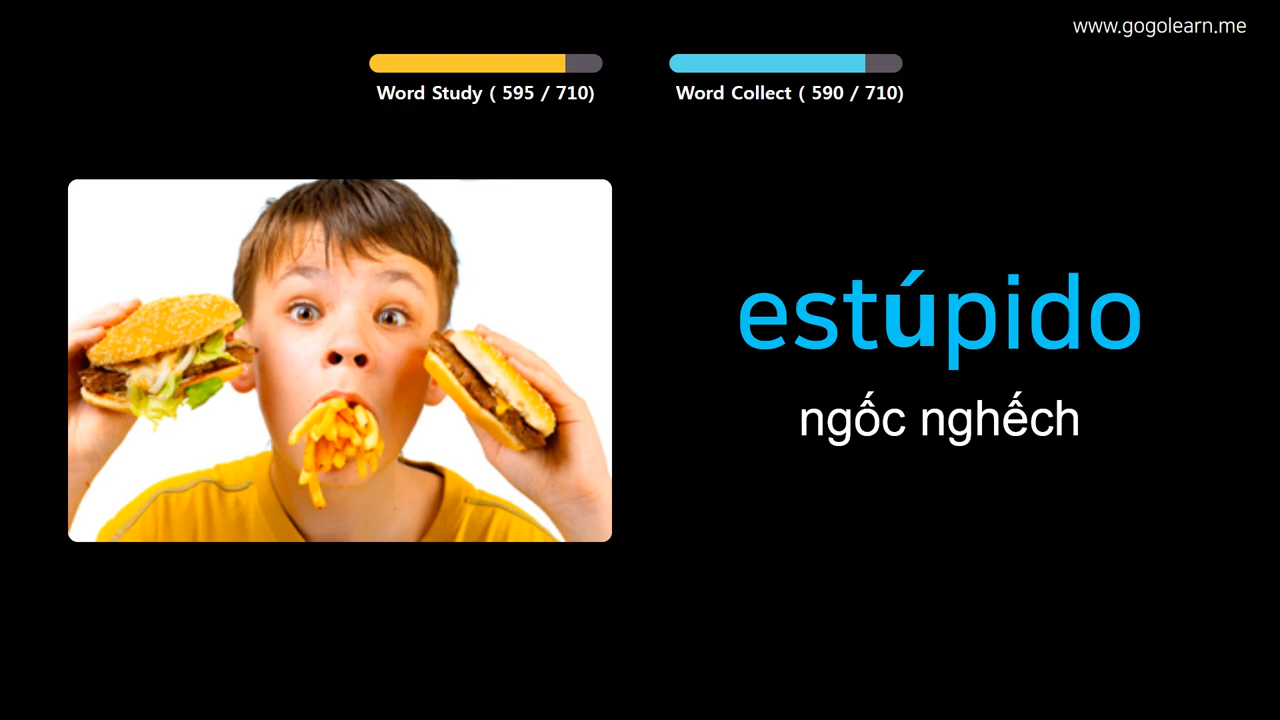 www.gogolearn.me
Word Study ( 595 / 710)
Word Collect ( 590 / 710)
estúpido
ngốc nghếch